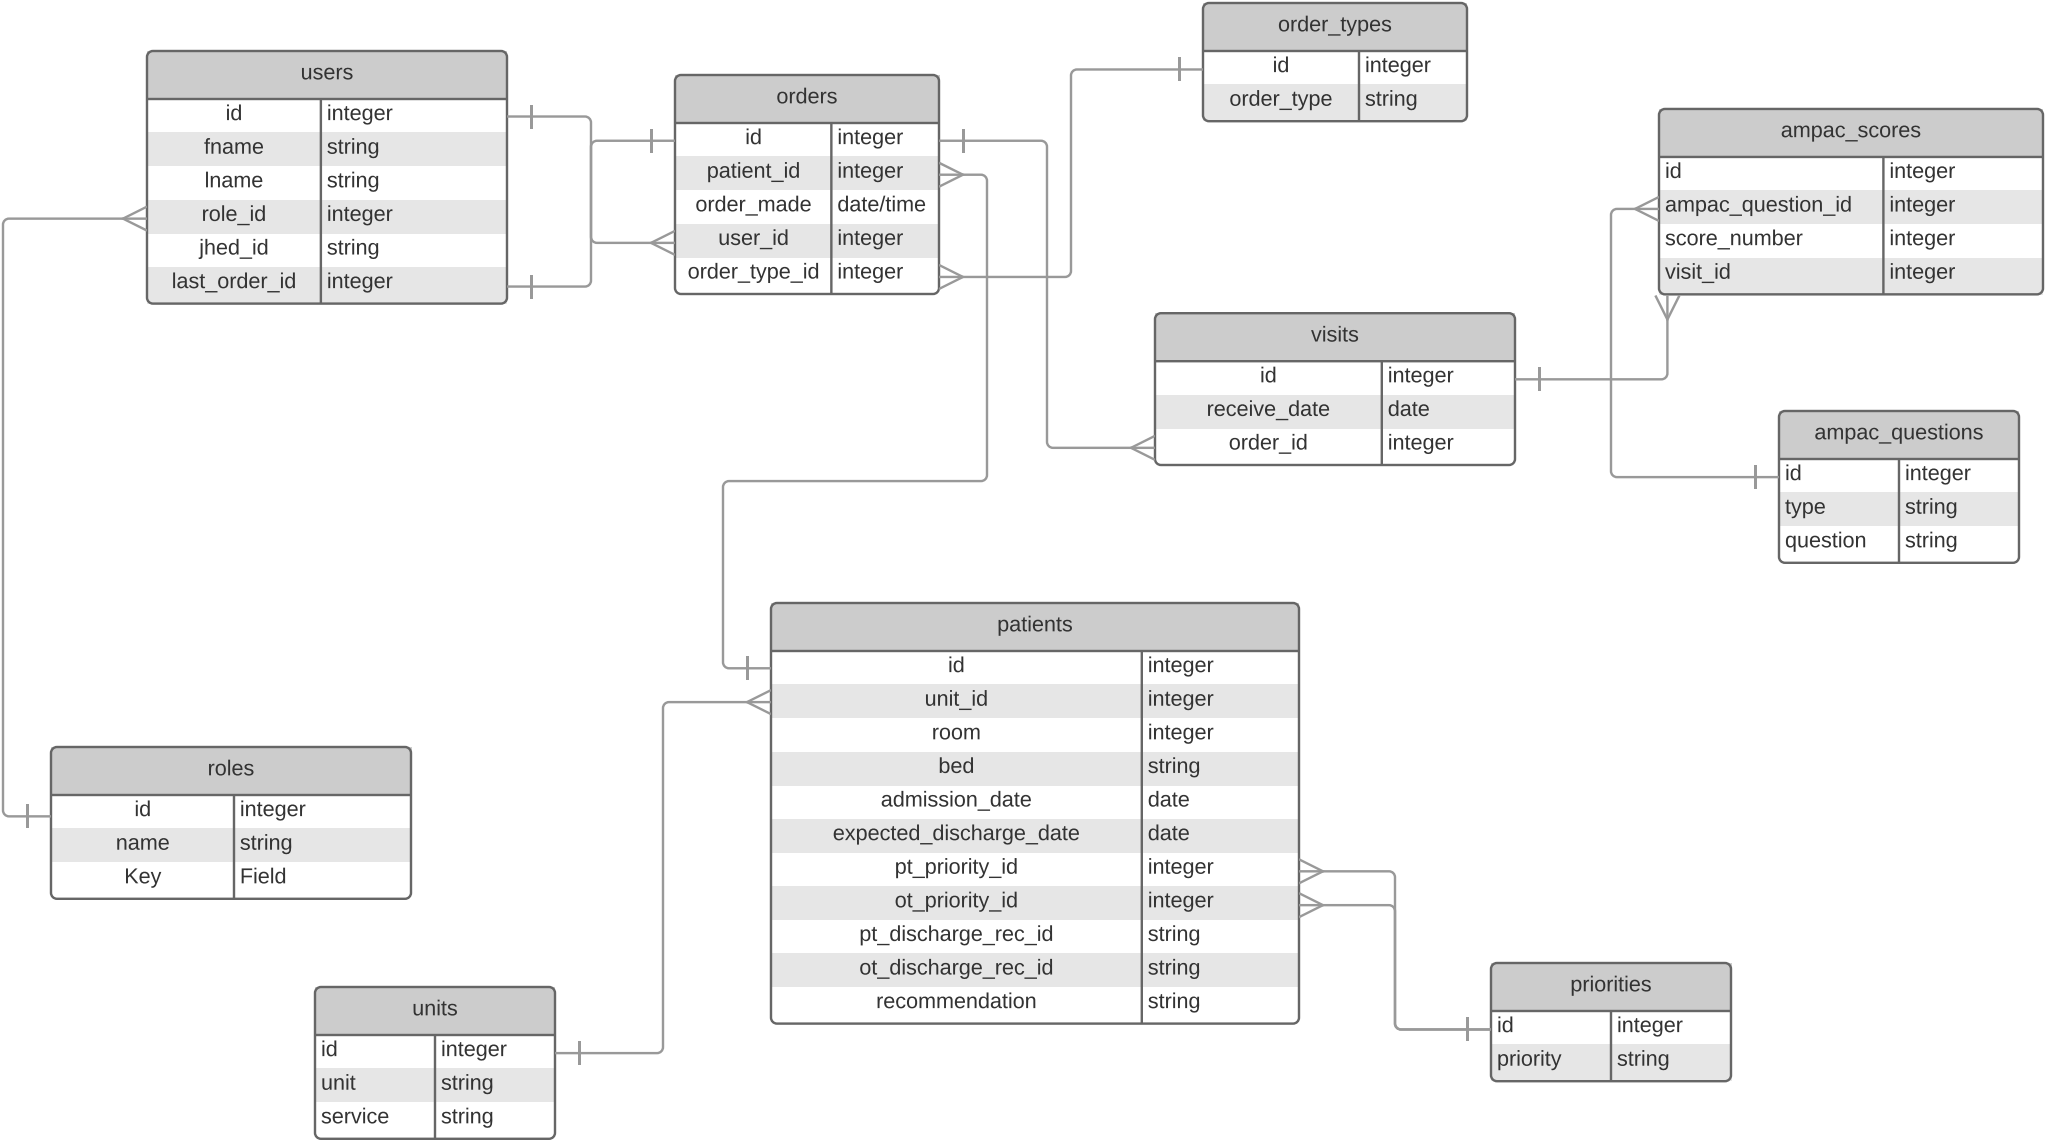 order_types
id integer
order_type string
users
id integer
fname string
lname string
role_id integer
jhed_id string
last_order_id integer
orders
id integer
patient_id integer
order_made date/time
user_id integer
order_type_id integer
ampac_scores
id integer
ampac_question_id integer
score_number integer
visit_id integer
visits
id integer
receive_date date
order_id integer
ampac_questions
id integer
type string
question string
patients
id integer
unit_id integer
room integer
bed string
admission_date date
expected_discharge_date date
pt_priority_id integer
ot_priority_id integer
pt_discharge_rec_id string
ot_discharge_rec_id string
recommendation string
roles
id integer
name string
Key Field
units
id integer
unit string
service string
priorities
id integer
priority string